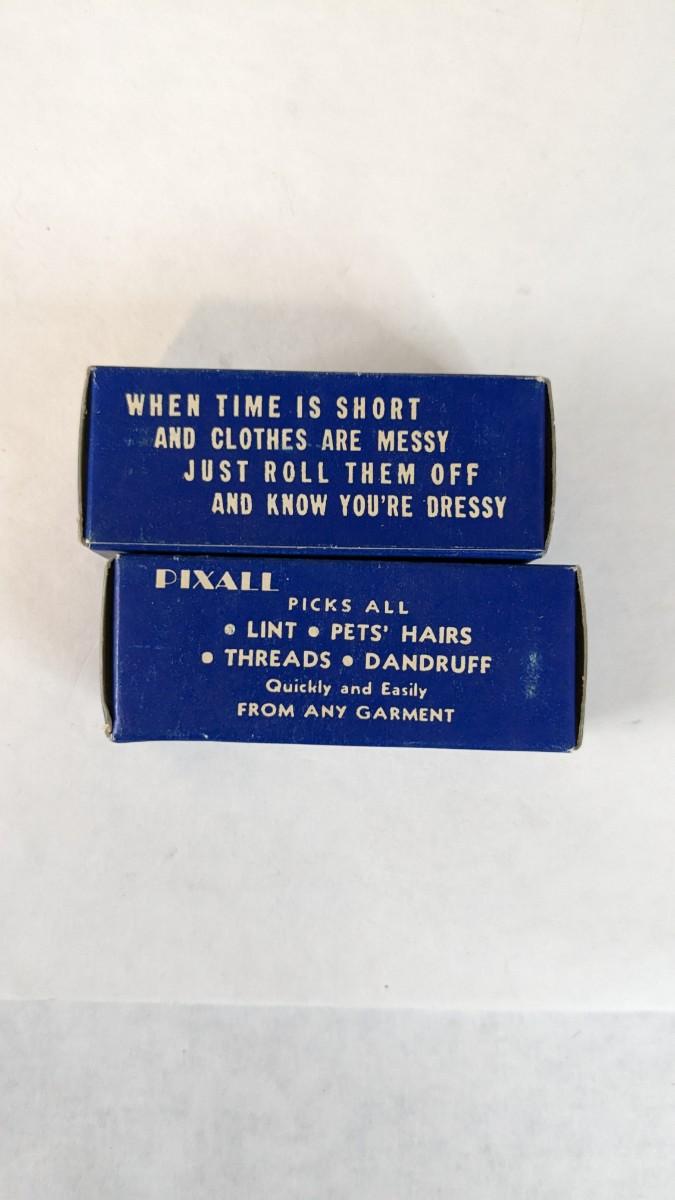 WHEN TIME IS SHORT
AND CLOTHES ARE MESSY
JUST ROLL THEM OFF
AND KNOW YOU'RE DRESSY
PIXALL
PICKS ALL
• LINT • PETS' HAIRS
• THREADS • DANDRUFF
Quickly and Easily
FROM ANY GARMENT